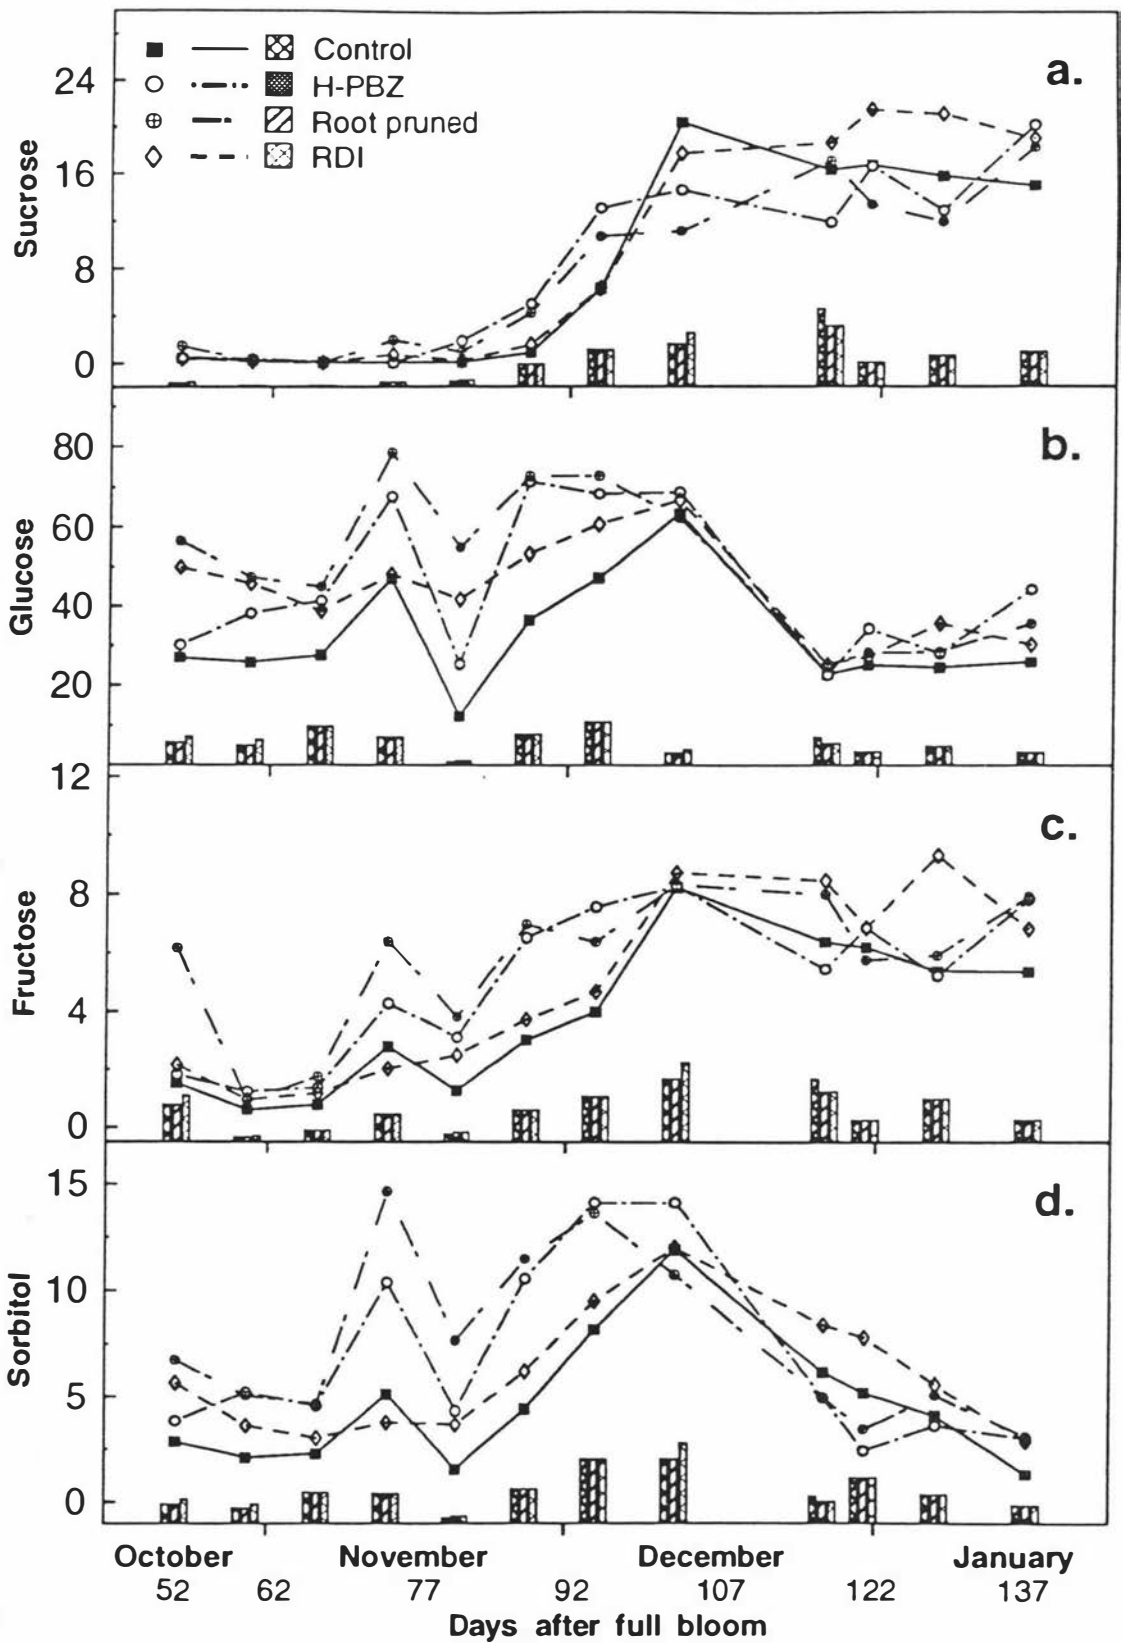 Control
H-PBZ
Root pruned
RDI
a.
24
16
8
0
Sucrose
b.
80
60
40
20
Glucose
c.
12
8
4
0
Fructose
d.
15
10
5
0
Sorbitol
October November December January
52 62 77 92 107 122 137
Days after full bloom